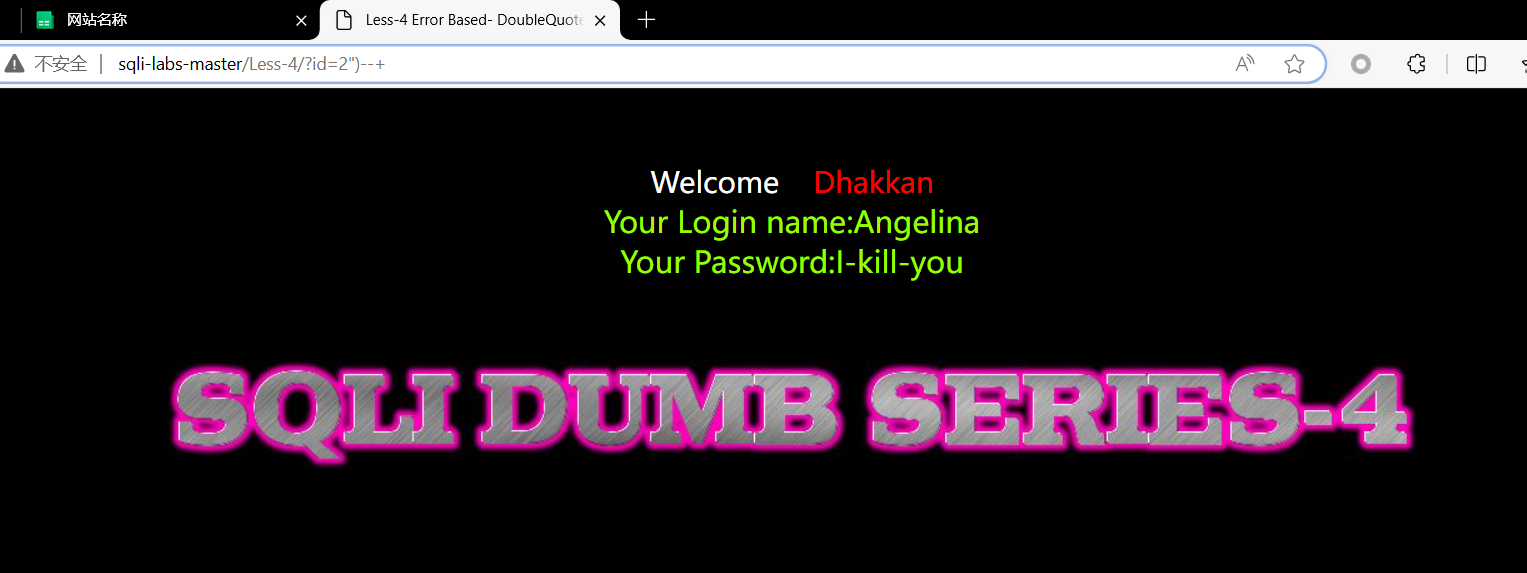 网站名称
Less-4 Error Based- DoubleQuote
不安全 sqli-labs-master/Less-4/?id=2")--+
Welcome Dhakkan
Your Login name:Angelina
Your Password:I-kill-you
SQLI DUMB SERIES-4